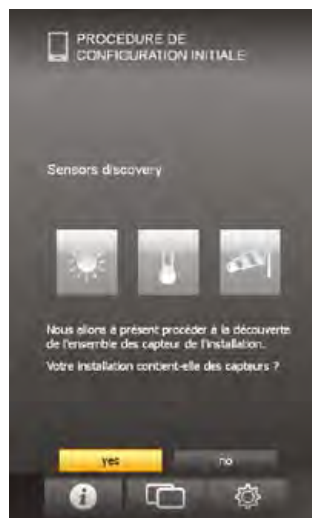 PROCEDURE DE
CONFIGURATION INITIALE
Sensors discovery
Nous allons à présent procéder à la découverte
de l'ensemble des capteur de l'installation.
Votre installation contient-elle des capteurs ?
yes
no